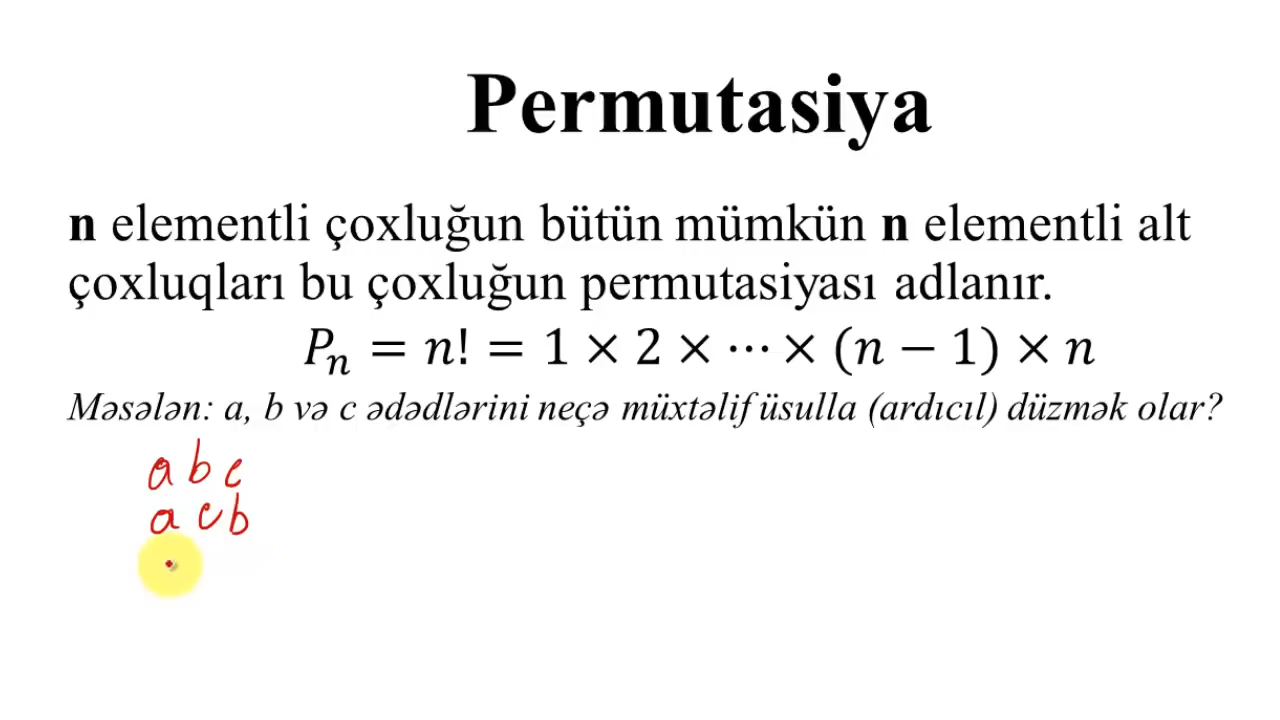 Permutasiya
n elementli çoxluğun bütün mümkün n elementli alt
çoxluqları bu çoxluğun permutasiyası adlanır.
𝑃ₙ = 𝑛! = 1 × 2 × ⋯ × (𝑛 − 1) × 𝑛
Məsələn: a, b və c ədədlərini neçə müxtəlif üsulla (ardıcıl) düzmək olar?
a b c
a c b